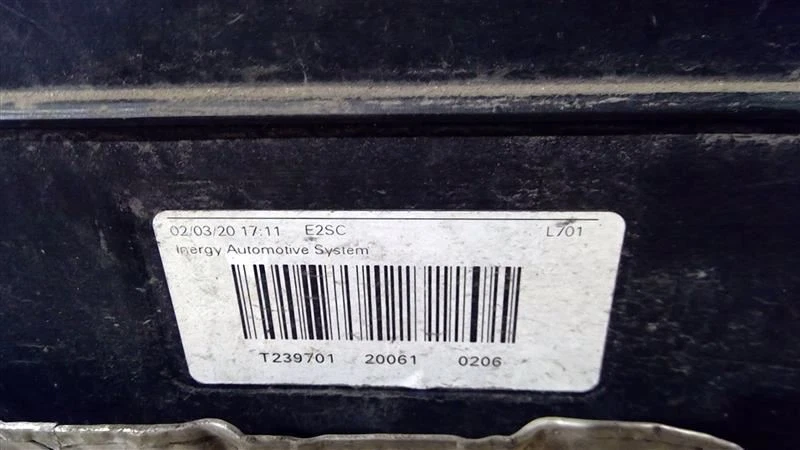 02/03/20 17:11 E2SC L701
Inergy Automotive System
T239701 20061 0206